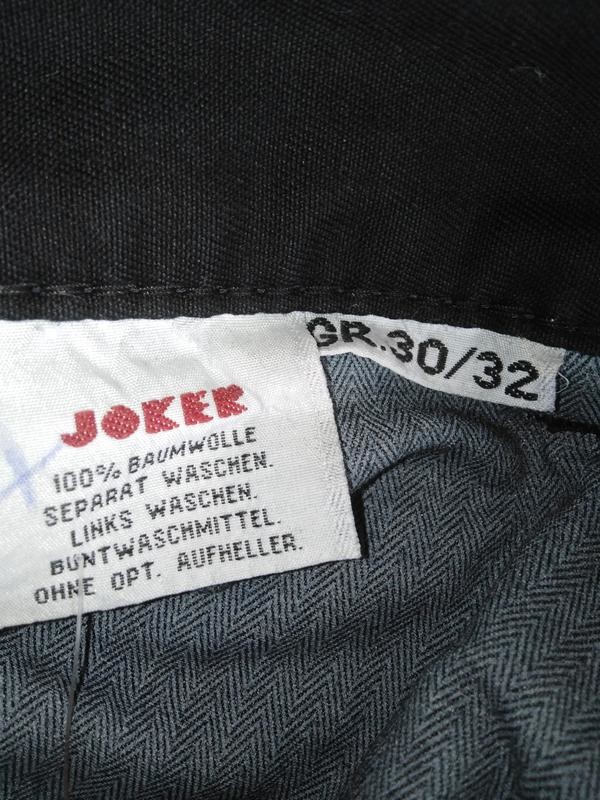 GR.30/32
JOKER
100% BAUMWOLLE
SEPARAT WASCHEN.
LINKS WASCHEN.
BUNTWASCHMITTEL.
OHNE OPT. AUFHELLER.